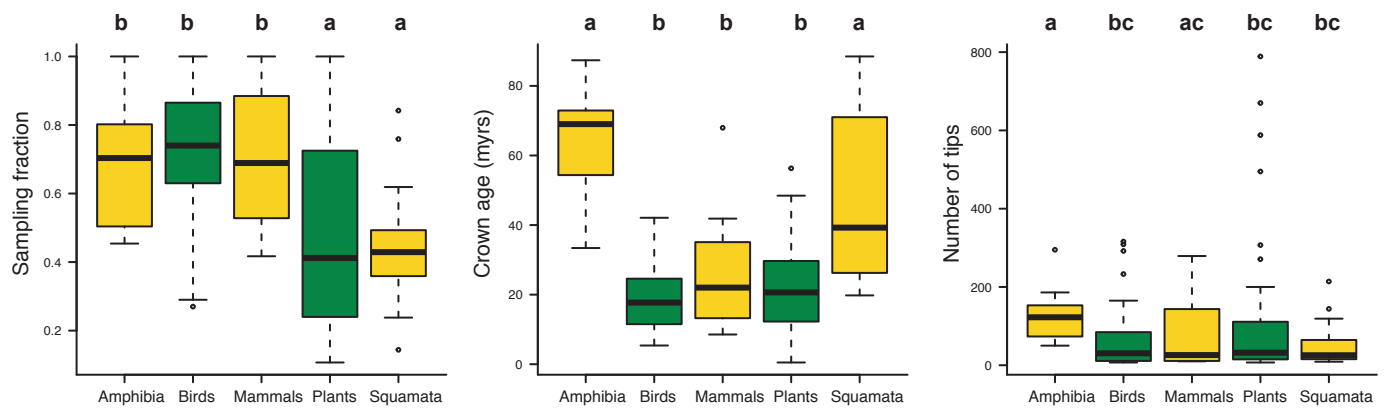 b b b a a
Sampling fraction
1.0
0.8
0.6
0.4
0.2
Amphibia Birds Mammals Plants Squamata
a b b b a
Crown age (myrs)
80
60
40
20
0
Amphibia Birds Mammals Plants Squamata
a bc ac bc bc
Number of tips
800
600
400
200
0
Amphibia Birds Mammals Plants Squamata